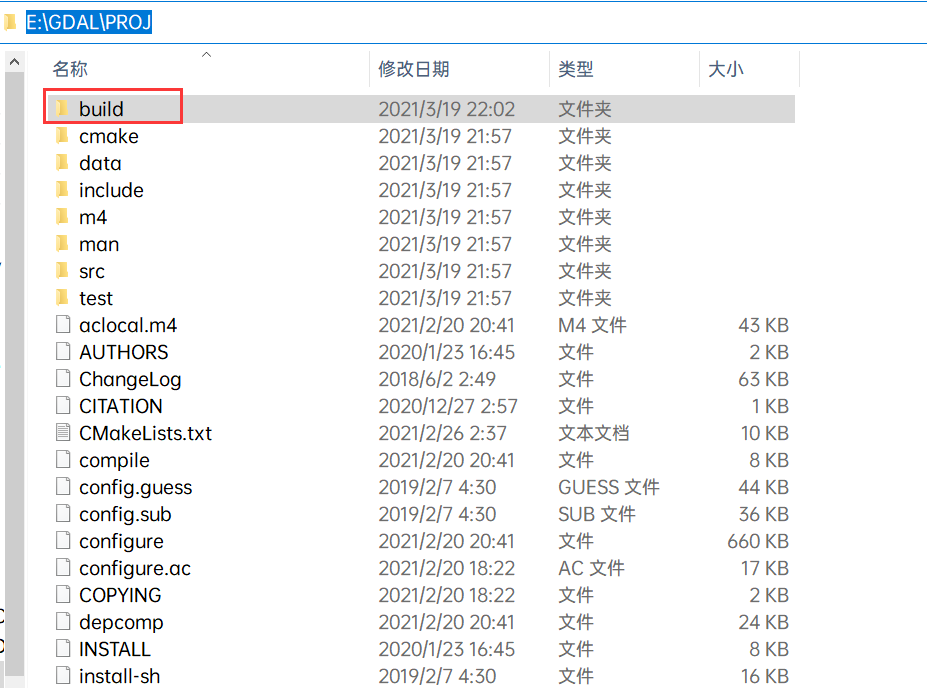 E:\GDAL\PROJ
名称 修改日期 类型 大小
build 2021/3/19 22:02 文件夹
cmake 2021/3/19 21:57 文件夹
data 2021/3/19 21:57 文件夹
include 2021/3/19 21:57 文件夹
m4 2021/3/19 21:57 文件夹
man 2021/3/19 21:57 文件夹
src 2021/3/19 21:57 文件夹
test 2021/3/19 21:57 文件夹
aclocal.m4 2021/2/20 20:41 M4 文件 43 KB
AUTHORS 2020/1/23 16:45 文件 2 KB
ChangeLog 2018/6/2 2:49 文件 63 KB
CITATION 2020/12/27 2:57 文件 1 KB
CMakeLists.txt 2021/2/26 2:37 文本文档 10 KB
compile 2021/2/20 20:41 文件 8 KB
config.guess 2019/2/7 4:30 GUESS 文件 44 KB
config.sub 2019/2/7 4:30 SUB 文件 36 KB
configure 2021/2/20 20:41 文件 660 KB
configure.ac 2021/2/20 18:22 AC 文件 17 KB
COPYING 2021/2/20 18:22 文件 2 KB
depcomp 2021/2/20 20:41 文件 24 KB
INSTALL 2020/1/23 16:45 文件 8 KB
install-sh 2019/2/7 4:30 文件 16 KB